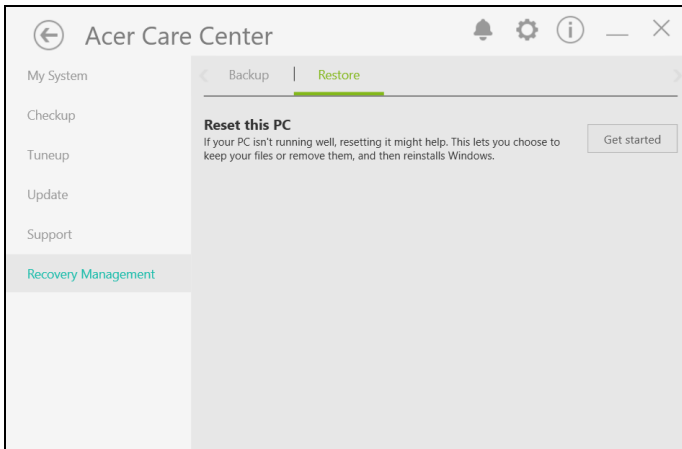 Acer Care Center
My System
Checkup
Tuneup
Update
Support
Recovery Management
Backup | Restore
Reset this PC
If your PC isn't running well, resetting it might help. This lets you choose to
keep your files or remove them, and then reinstalls Windows.
Get started